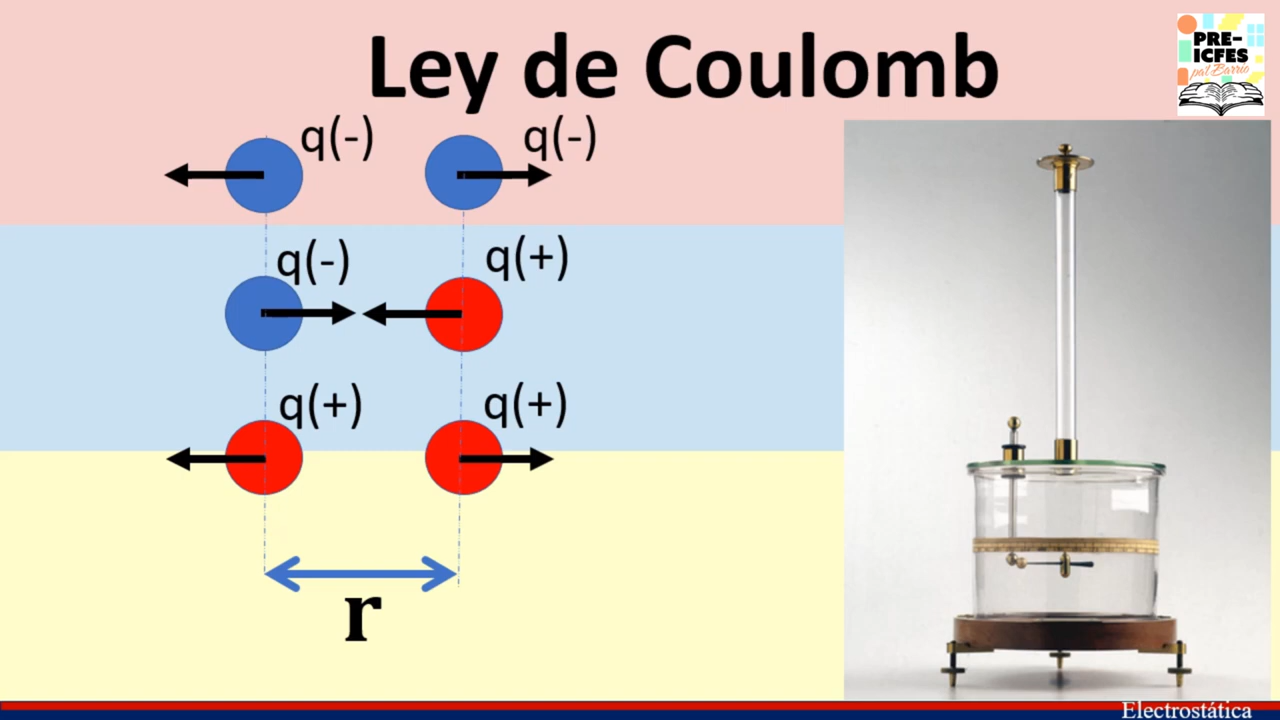 Ley de Coulomb
PRE-
ICFES
pal Barrio
q(-)
q(-)
q(-)
q(+)
q(+)
q(+)
r
Electrostática